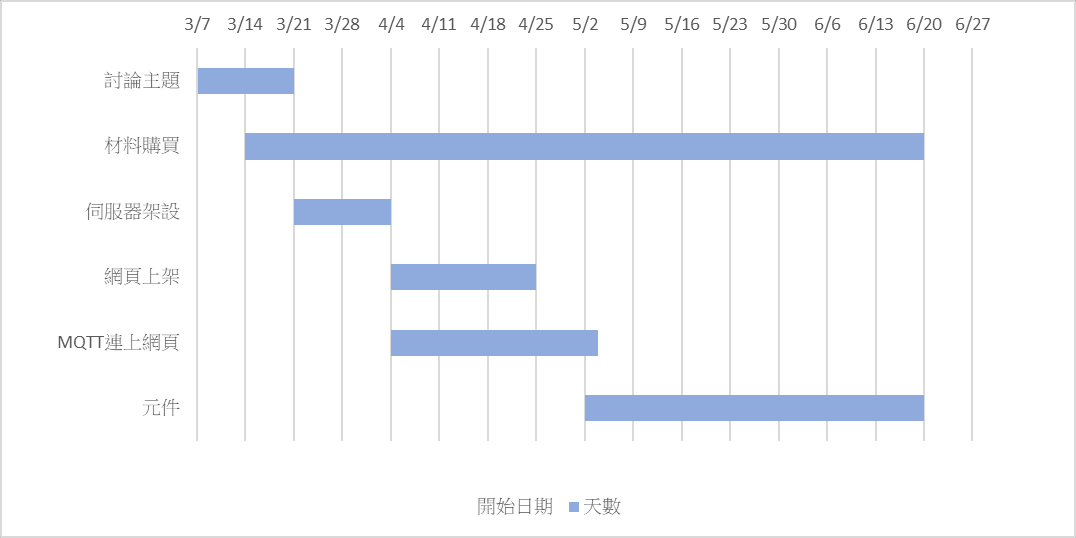 3/7 3/14 3/21 3/28 4/4 4/11 4/18 4/25 5/2 5/9 5/16 5/23 5/30 6/6 6/13 6/20 6/27
討論主題
材料購買
伺服器架設
網頁上架
MQTT連上網頁
元件
開始日期 天數